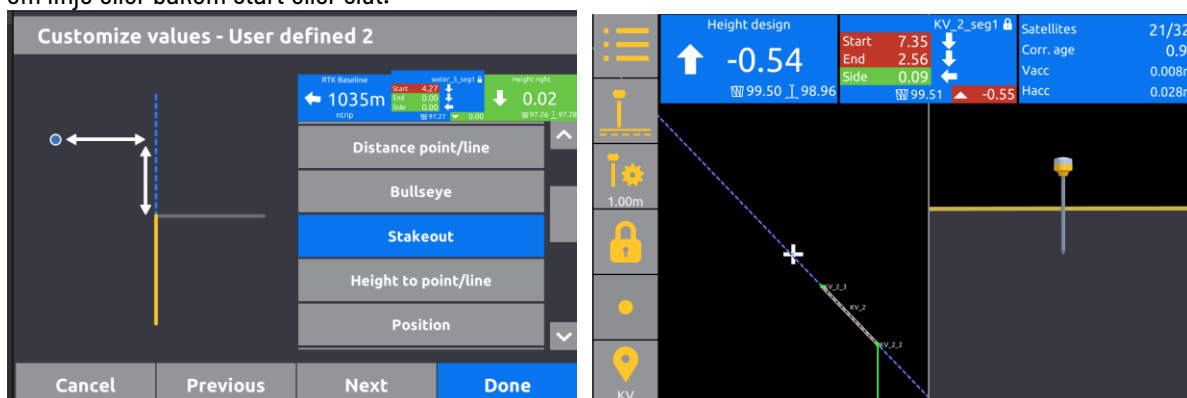 om linje eller bakom start eller slut.
Customize values - User defined 2
RTK Baseline
1035m
ntrip
water_3_seg1
Start 4.27
End 0.00
Side 0.00
97.27 0.00
Height right
0.02
97.26 97.28
Distance point/line
Bullseye
Stakeout
Height to point/line
Position
Cancel Previous Next Done
1.00m
KV
Height design
-0.54
99.50 98.96
KV_2_seg1
Start 7.35
End 2.56
Side 0.09
99.51 -0.55
Satellites 21/32
Corr. age 0.9
Vacc 0.008m
Hacc 0.028m
KV_2_3
KV_2
KV_2_2